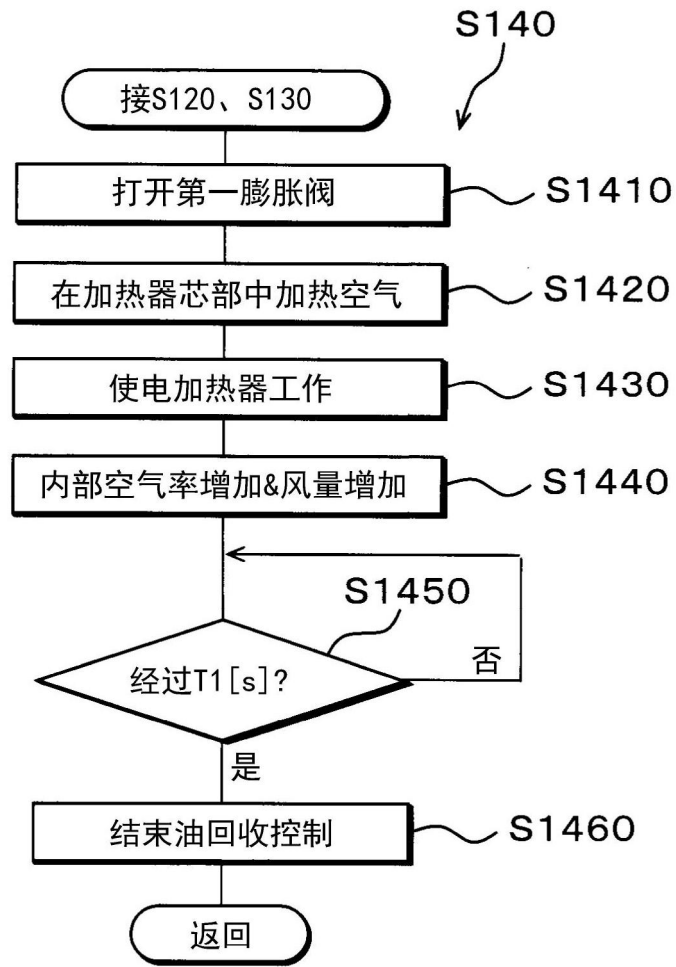 S140
接S120、S130
打开第一膨胀阀
S1410
在加热器芯部中加热空气
S1420
使电加热器工作
S1430
内部空气率增加&风量增加
S1440
S1450
经过T1[s]?
否
是
结束油回收控制
S1460
返回